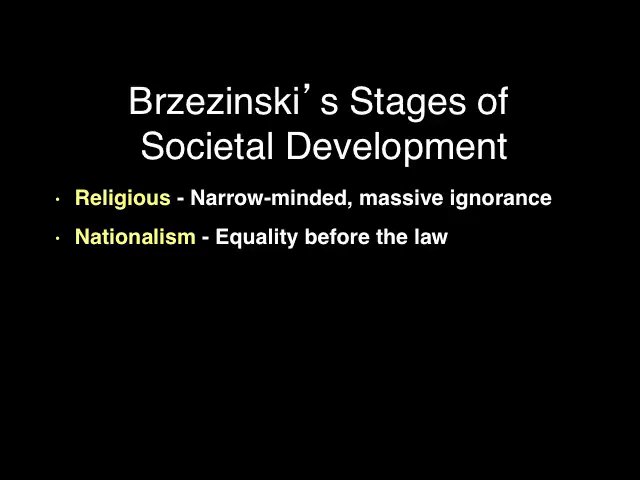 Brzezinski’s Stages of
Societal Development
· Religious - Narrow-minded, massive ignorance
· Nationalism - Equality before the law